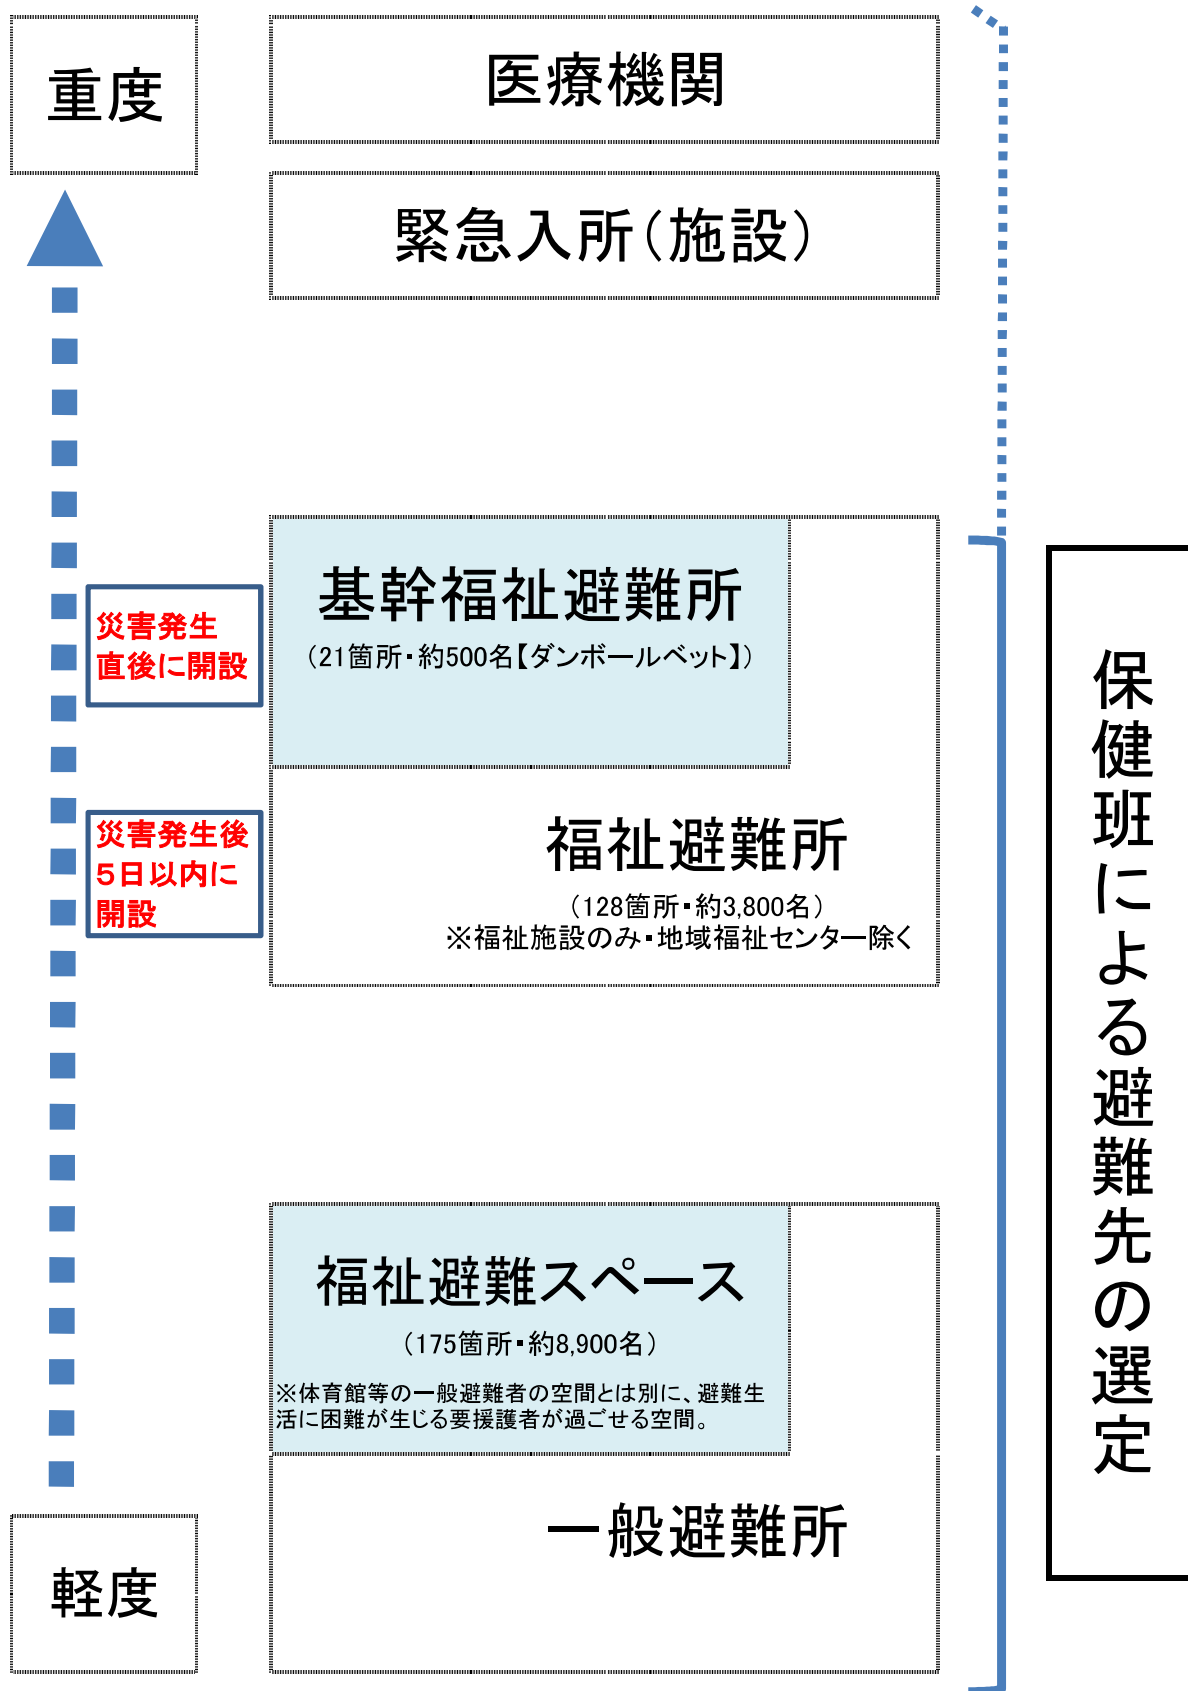 重度
医療機関
緊急入所（施設）
基幹福祉避難所
（21箇所・約500名【ダンボールベット】）
災害発生
直後に開設
福祉避難所
（128箇所・約3,800名）
※福祉施設のみ・地域福祉センター除く
災害発生後
５日以内に
開設
福祉避難スペース
（175箇所・約8,900名）
※体育館等の一般避難者の空間とは別に、避難生
活に困難が生じる要援護者が過ごせる空間。
一般避難所
軽度
保健班による避難先の選定